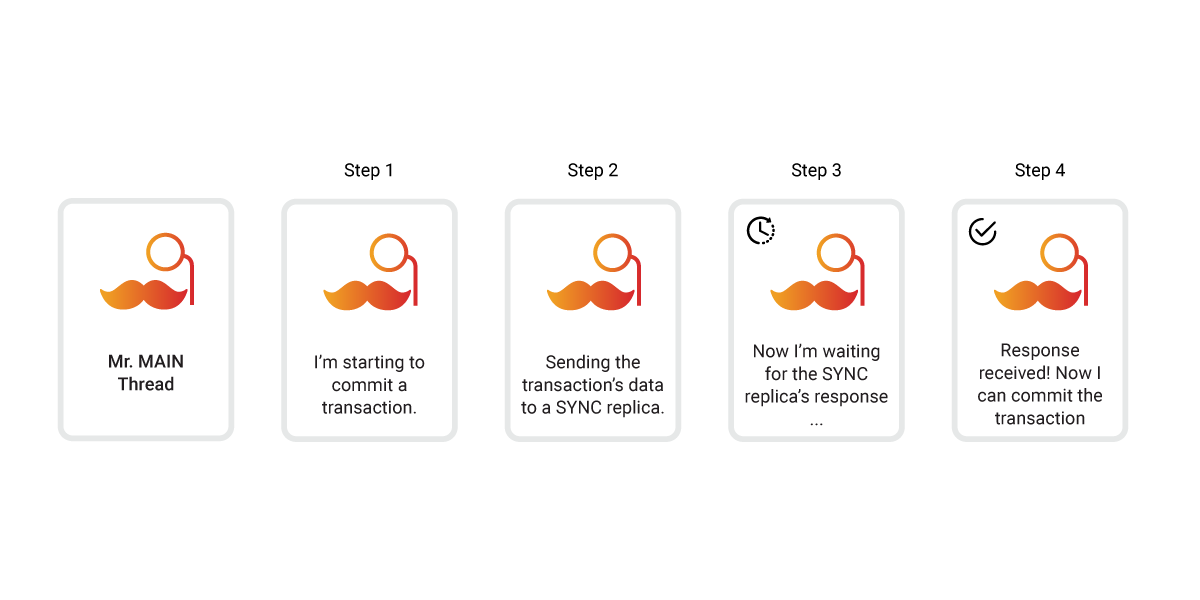 Step 1
Step 2
Step 3
Step 4
Mr. MAIN
Thread
I’m starting to
commit a
transaction.
Sending the
transaction’s data
to a SYNC replica.
Now I’m waiting
for the SYNC
replica’s response
...
Response
received! Now I
can commit the
transaction